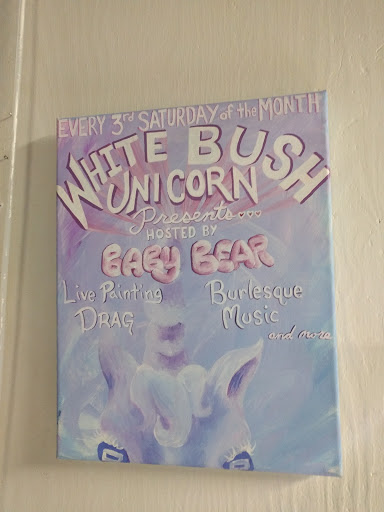 EVERY 3rd SATURDAY of the MONTH
WHITE BUSH
UNICORN
Presents...
HOSTED BY
BABY BEAR
Live Painting Burlesque
DRAG Music
and more